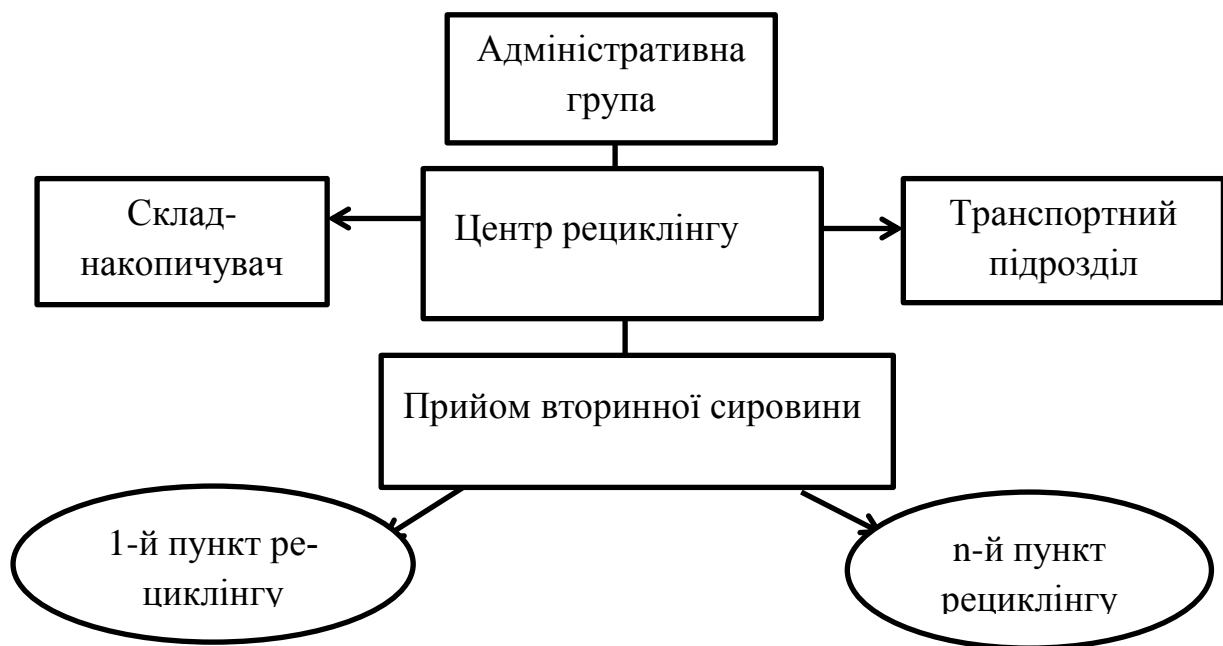 Адміністративна
група
Склад-
накопичувач
Центр рециклінгу
Транспортний
підрозділ
Прийом вторинної сировини
1-й пункт ре-
циклінгу
n-й пункт
рециклінгу